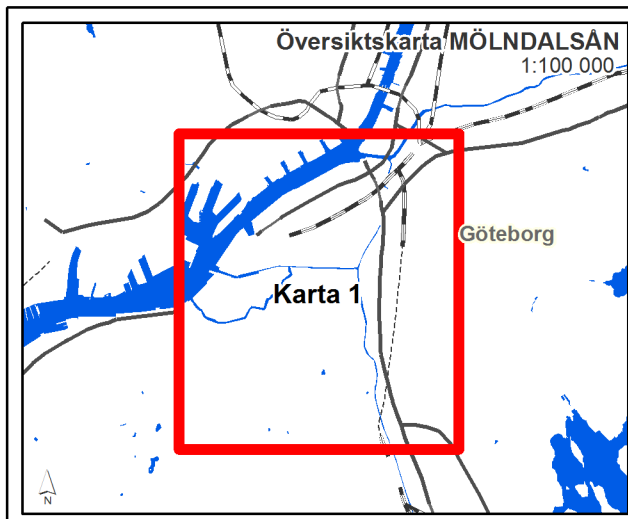 Översiktskarta MÖLNDALSÅN
1:100 000
Göteborg
Karta 1
N